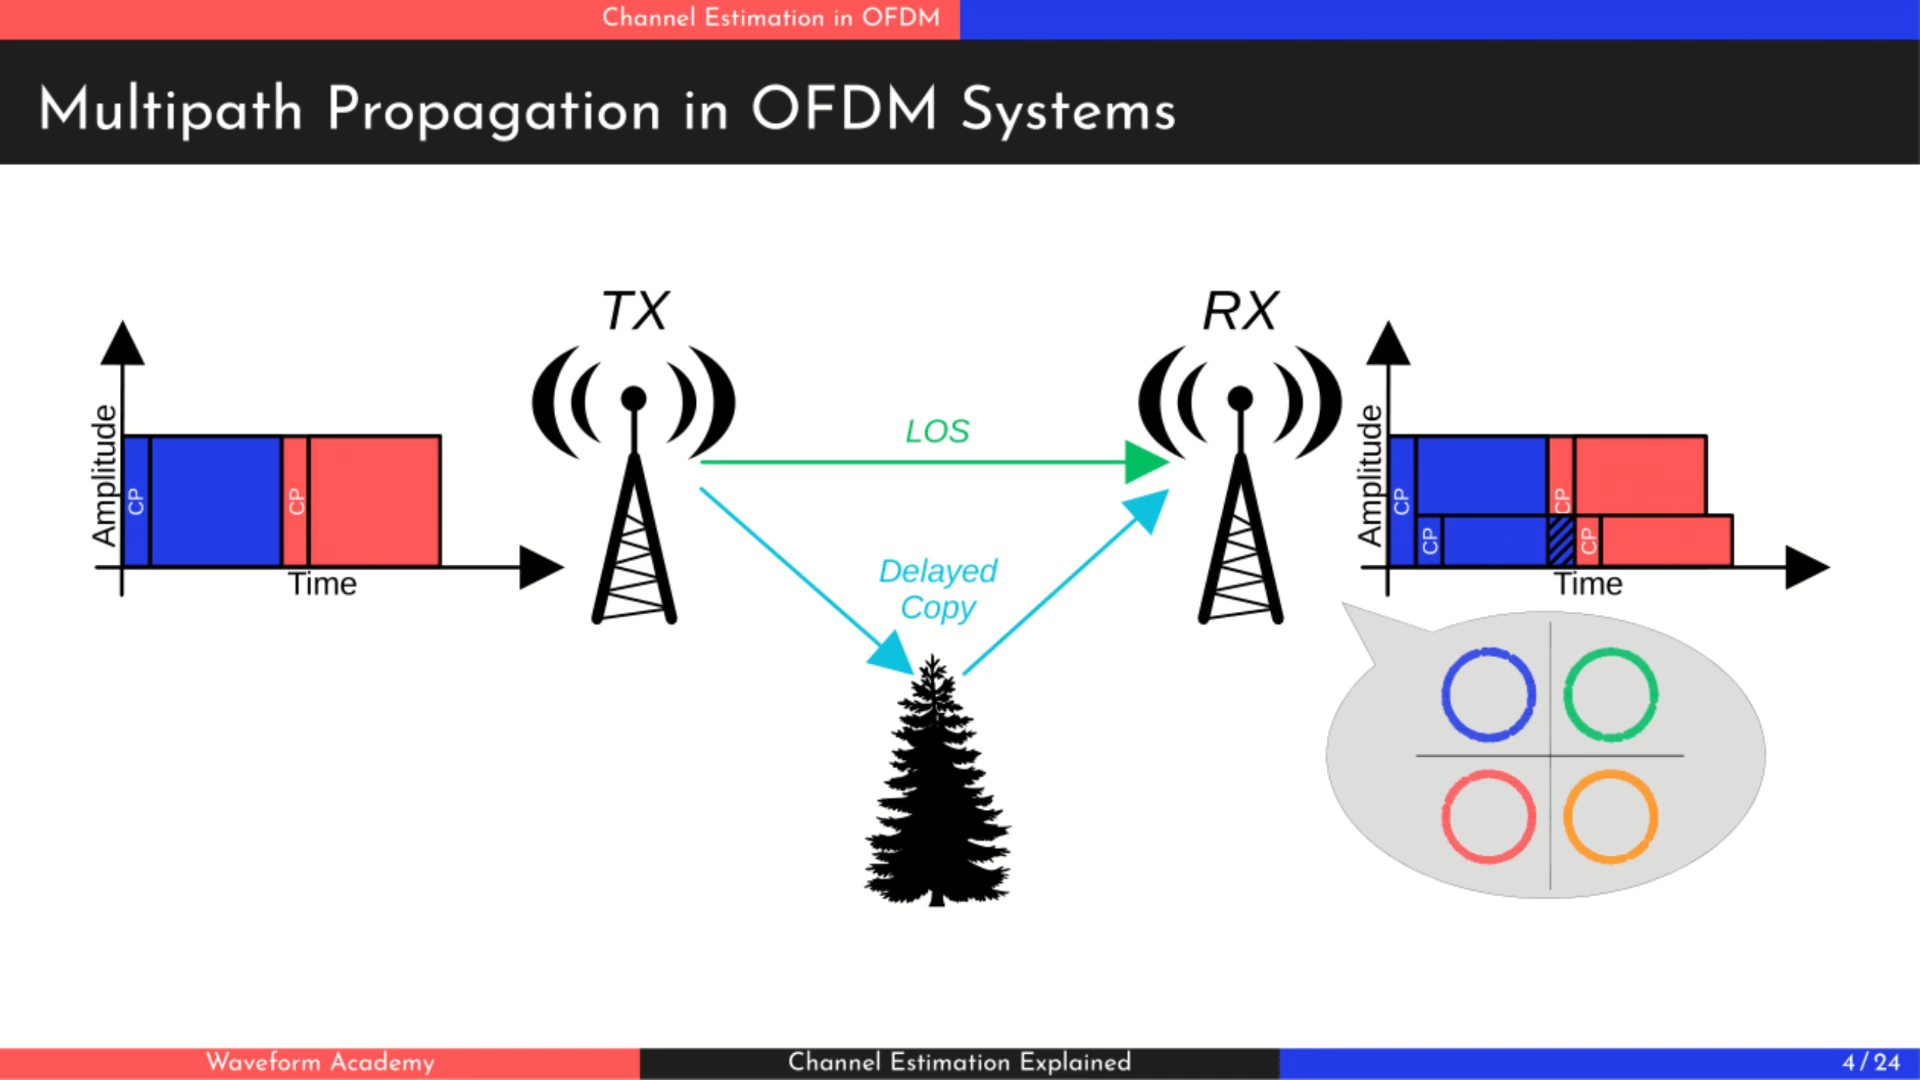 Channel Estimation in OFDM
Multipath Propagation in OFDM Systems
Amplitude
CP
CP
Time
TX
LOS
Delayed
Copy
RX
Amplitude
CP
CP
CP
CP
Time
Waveform Academy
Channel Estimation Explained
4/24